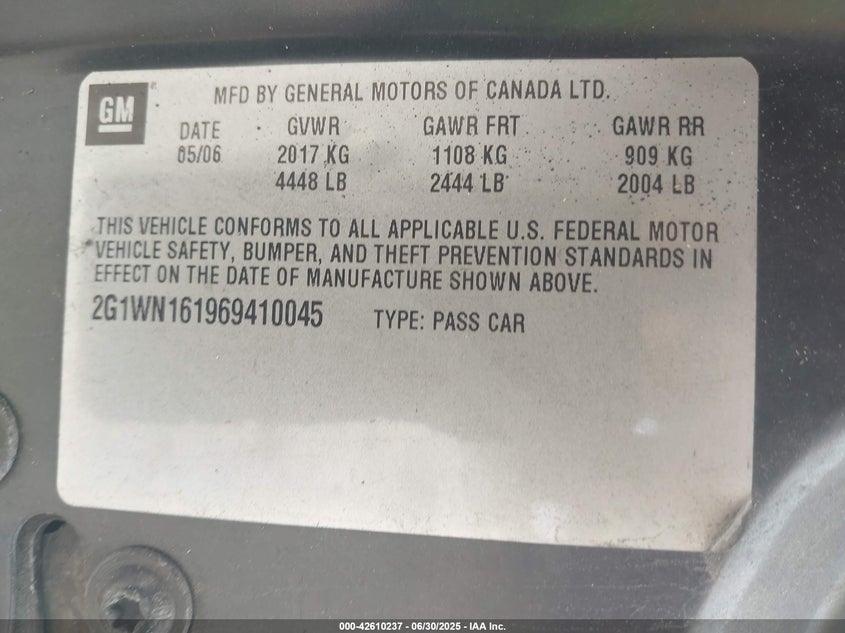 GM
MFD BY GENERAL MOTORS OF CANADA LTD.
DATE GVWR GAWR FRT GAWR RR
05/06 2017 KG 1108 KG 909 KG
4448 LB 2444 LB 2004 LB
THIS VEHICLE CONFORMS TO ALL APPLICABLE U.S. FEDERAL MOTOR
VEHICLE SAFETY, BUMPER, AND THEFT PREVENTION STANDARDS IN
EFFECT ON THE DATE OF MANUFACTURE SHOWN ABOVE.
2G1WN161969410045 TYPE: PASS CAR
000-42610237 - 06/30/2025 - IAA Inc.